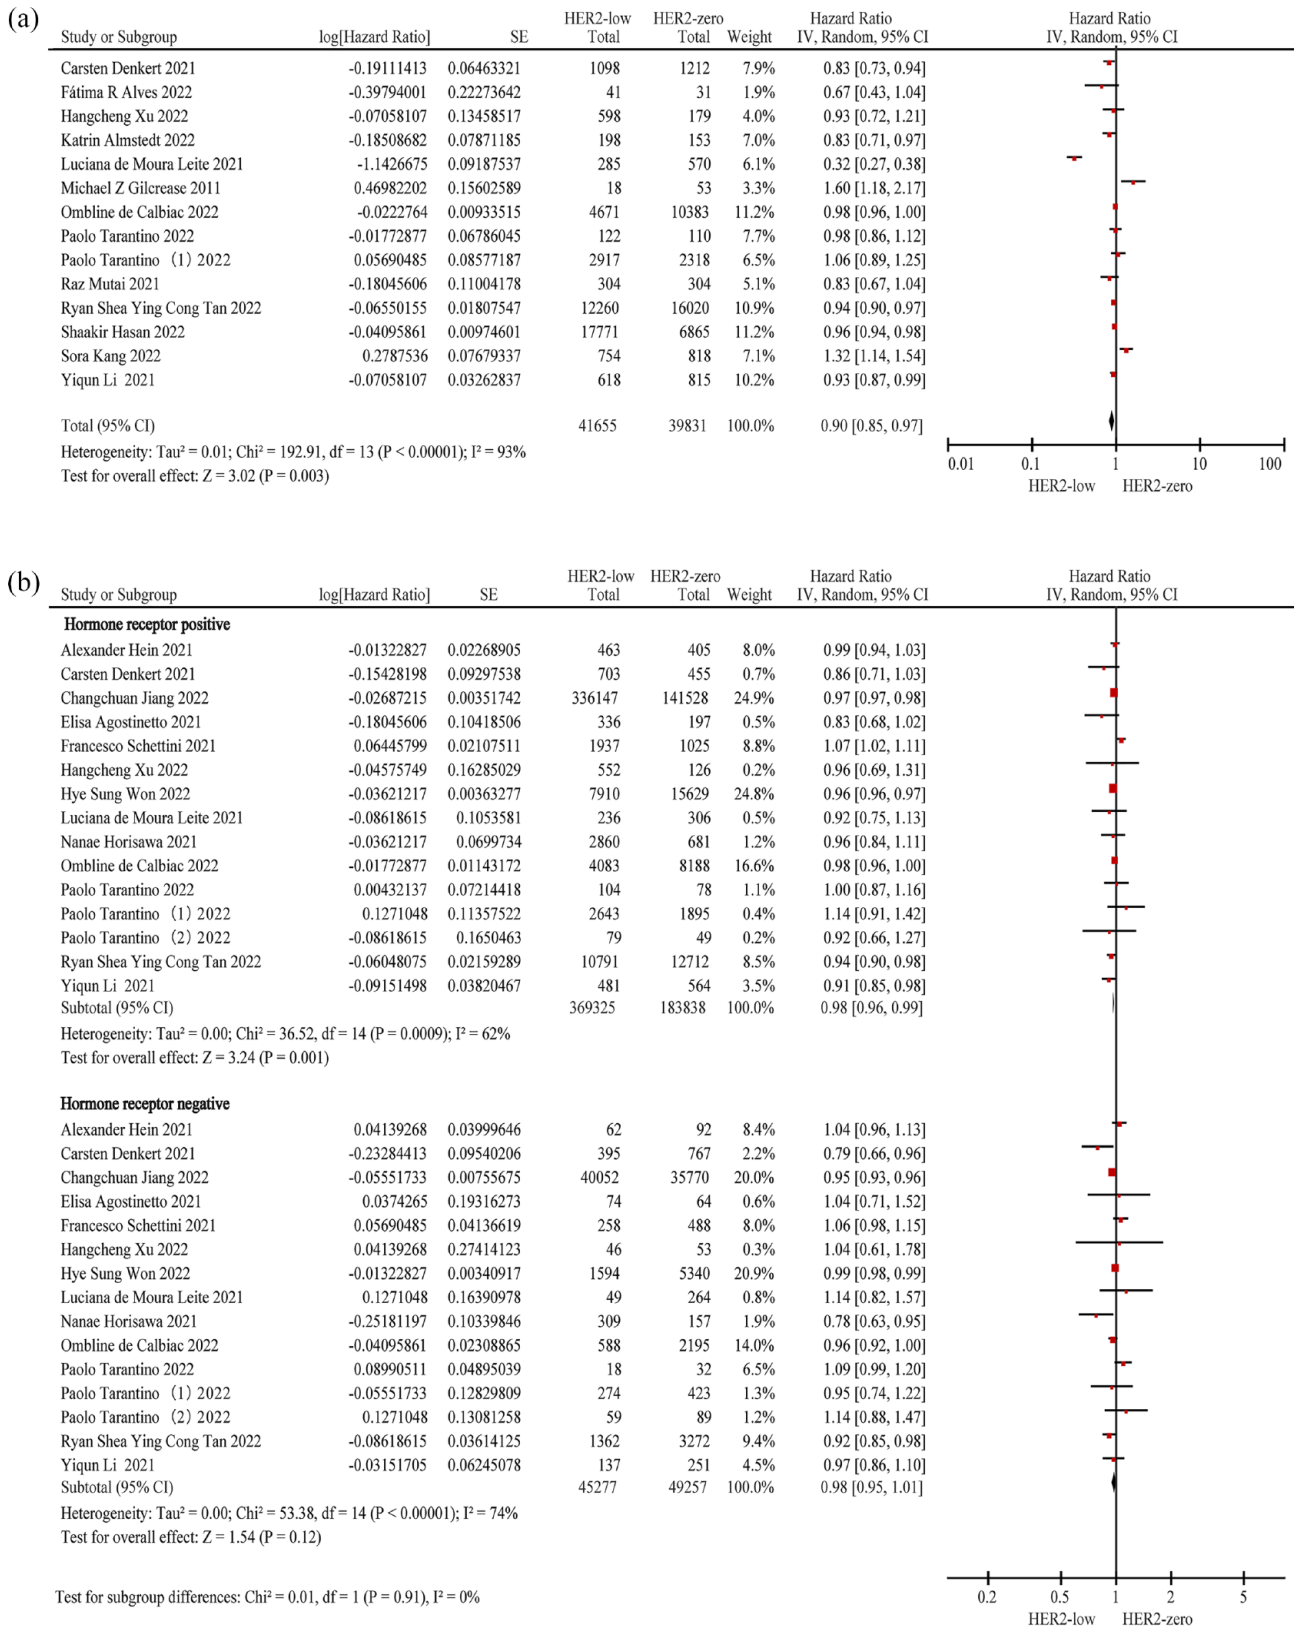 (a)
HER2-low HER2-zero Hazard Ratio Hazard Ratio
Study or Subgroup log[Hazard Ratio] SE Total Total Weight IV, Random, 95% CI IV, Random, 95% CI
Carsten Denkert 2021 -0.19111413 0.06463321 1098 1212 7.9% 0.83 [0.73, 0.94]
Fátima R Alves 2022 -0.39794001 0.22273642 41 31 1.9% 0.67 [0.43, 1.04]
Hangcheng Xu 2022 -0.07058107 0.13458517 598 179 4.0% 0.93 [0.72, 1.21]
Katrin Almstedt 2022 -0.18508682 0.07871185 198 153 7.0% 0.83 [0.71, 0.97]
Luciana de Moura Leite 2021 -1.1426675 0.09187537 285 570 6.1% 0.32 [0.27, 0.38]
Michael Z Gilcrease 2011 0.46982202 0.15602589 18 53 3.3% 1.60 [1.18, 2.17]
Ombline de Calbiac 2022 -0.0222764 0.00933515 4671 10383 11.2% 0.98 [0.96, 1.00]
Paolo Tarantino 2022 -0.01772877 0.06786045 122 110 7.7% 0.98 [0.86, 1.12]
Paolo Tarantino (1) 2022 0.05690485 0.08577187 2917 2318 6.5% 1.06 [0.89, 1.25]
Raz Mutai 2021 -0.18045606 0.11004178 304 304 5.1% 0.83 [0.67, 1.04]
Ryan Shea Ying Cong Tan 2022 -0.06550155 0.01807547 12260 16020 10.9% 0.94 [0.90, 0.97]
Shaakir Hasan 2022 -0.04095861 0.00974601 17771 6865 11.2% 0.96 [0.94, 0.98]
Sora Kang 2022 0.2787536 0.07679337 754 818 7.1% 1.32 [1.14, 1.54]
Yiqun Li 2021 -0.07058107 0.03262837 618 815 10.2% 0.93 [0.87, 0.99]
Total (95% CI) 41655 39831 100.0% 0.90 [0.85, 0.97]
Heterogeneity: Tau² = 0.01; Chi² = 192.91, df = 13 (P < 0.00001); I² = 93%
Test for overall effect: Z = 3.02 (P = 0.003)
0.01 0.1 1 10 100
HER2-low HER2-zero
(b)
HER2-low HER2-zero Hazard Ratio Hazard Ratio
Study or Subgroup log[Hazard Ratio] SE Total Total Weight IV, Random, 95% CI IV, Random, 95% CI
Hormone receptor positive
Alexander Hein 2021 -0.01322827 0.02268905 463 405 8.0% 0.99 [0.94, 1.03]
Carsten Denkert 2021 -0.15428198 0.09297538 703 455 0.7% 0.86 [0.71, 1.03]
Changchuan Jiang 2022 -0.02687215 0.00351742 336147 141528 24.9% 0.97 [0.97, 0.98]
Elisa Agostinetto 2021 -0.18045606 0.10418506 336 197 0.5% 0.83 [0.68, 1.02]
Francesco Schettini 2021 0.06445799 0.02107511 1937 1025 8.8% 1.07 [1.02, 1.11]
Hangcheng Xu 2022 -0.04575749 0.16285029 552 126 0.2% 0.96 [0.69, 1.31]
Hye Sung Won 2022 -0.03621217 0.00363277 7910 15629 24.8% 0.96 [0.96, 0.97]
Luciana de Moura Leite 2021 -0.08618615 0.1053581 236 306 0.5% 0.92 [0.75, 1.13]
Nanae Horisawa 2021 -0.03621217 0.0699734 2860 681 1.2% 0.96 [0.84, 1.11]
Ombline de Calbiac 2022 -0.01772877 0.01143172 4083 8188 16.6% 0.98 [0.96, 1.00]
Paolo Tarantino 2022 0.00432137 0.07214418 104 78 1.1% 1.00 [0.87, 1.16]
Paolo Tarantino (1) 2022 0.1271048 0.11357522 2643 1895 0.4% 1.14 [0.91, 1.42]
Paolo Tarantino (2) 2022 -0.08618615 0.1650463 79 49 0.2% 0.92 [0.66, 1.27]
Ryan Shea Ying Cong Tan 2022 -0.06048075 0.02159289 10791 12712 8.5% 0.94 [0.90, 0.98]
Yiqun Li 2021 -0.09151498 0.03820467 481 564 3.5% 0.91 [0.85, 0.98]
Subtotal (95% CI) 369325 183838 100.0% 0.98 [0.96, 0.99]
Heterogeneity: Tau² = 0.00; Chi² = 36.52, df = 14 (P = 0.0009); I² = 62%
Test for overall effect: Z = 3.24 (P = 0.001)
Hormone receptor negative
Alexander Hein 2021 0.04139268 0.03999646 62 92 8.4% 1.04 [0.96, 1.13]
Carsten Denkert 2021 -0.23284413 0.09540206 395 767 2.2% 0.79 [0.66, 0.96]
Changchuan Jiang 2022 -0.05551733 0.00755675 40052 35770 20.0% 0.95 [0.93, 0.96]
Elisa Agostinetto 2021 0.0374265 0.19316273 74 64 0.6% 1.04 [0.71, 1.52]
Francesco Schettini 2021 0.05690485 0.04136619 258 488 8.0% 1.06 [0.98, 1.15]
Hangcheng Xu 2022 0.04139268 0.27414123 46 53 0.3% 1.04 [0.61, 1.78]
Hye Sung Won 2022 -0.01322827 0.00340917 1594 5340 20.9% 0.99 [0.98, 0.99]
Luciana de Moura Leite 2021 0.1271048 0.16390978 49 264 0.8% 1.14 [0.82, 1.57]
Nanae Horisawa 2021 -0.25181197 0.10339846 309 157 1.9% 0.78 [0.63, 0.95]
Ombline de Calbiac 2022 -0.04095861 0.02308865 588 2195 14.0% 0.96 [0.92, 1.00]
Paolo Tarantino 2022 0.08990511 0.04895039 18 32 6.5% 1.09 [0.99, 1.20]
Paolo Tarantino (1) 2022 -0.05551733 0.12829809 274 423 1.3% 0.95 [0.74, 1.22]
Paolo Tarantino (2) 2022 0.1271048 0.13081258 59 89 1.2% 1.14 [0.88, 1.47]
Ryan Shea Ying Cong Tan 2022 -0.08618615 0.03614125 1362 3272 9.4% 0.92 [0.85, 0.98]
Yiqun Li 2021 -0.03151705 0.06245078 137 251 4.5% 0.97 [0.86, 1.10]
Subtotal (95% CI) 45277 49257 100.0% 0.98 [0.95, 1.01]
Heterogeneity: Tau² = 0.00; Chi² = 53.38, df = 14 (P < 0.00001); I² = 74%
Test for overall effect: Z = 1.54 (P = 0.12)
Test for subgroup differences: Chi² = 0.01, df = 1 (P = 0.91), I² = 0%
0.2 0.5 1 2 5
HER2-low HER2-zero